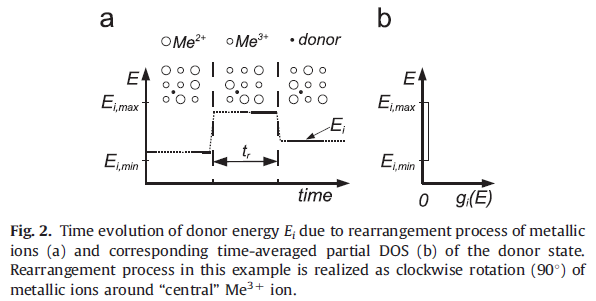 a
b
○Me2+ ○Me3+ •donor
E
Ei,max
Ei,min
Ei
tr
time
E
Ei,max
Ei,min
0 gi(E)
Fig. 2. Time evolution of donor energy Ei due to rearrangement process of metallic
ions (a) and corresponding time-averaged partial DOS (b) of the donor state.
Rearrangement process in this example is realized as clockwise rotation (90°) of
metallic ions around “central” Me3+ ion.